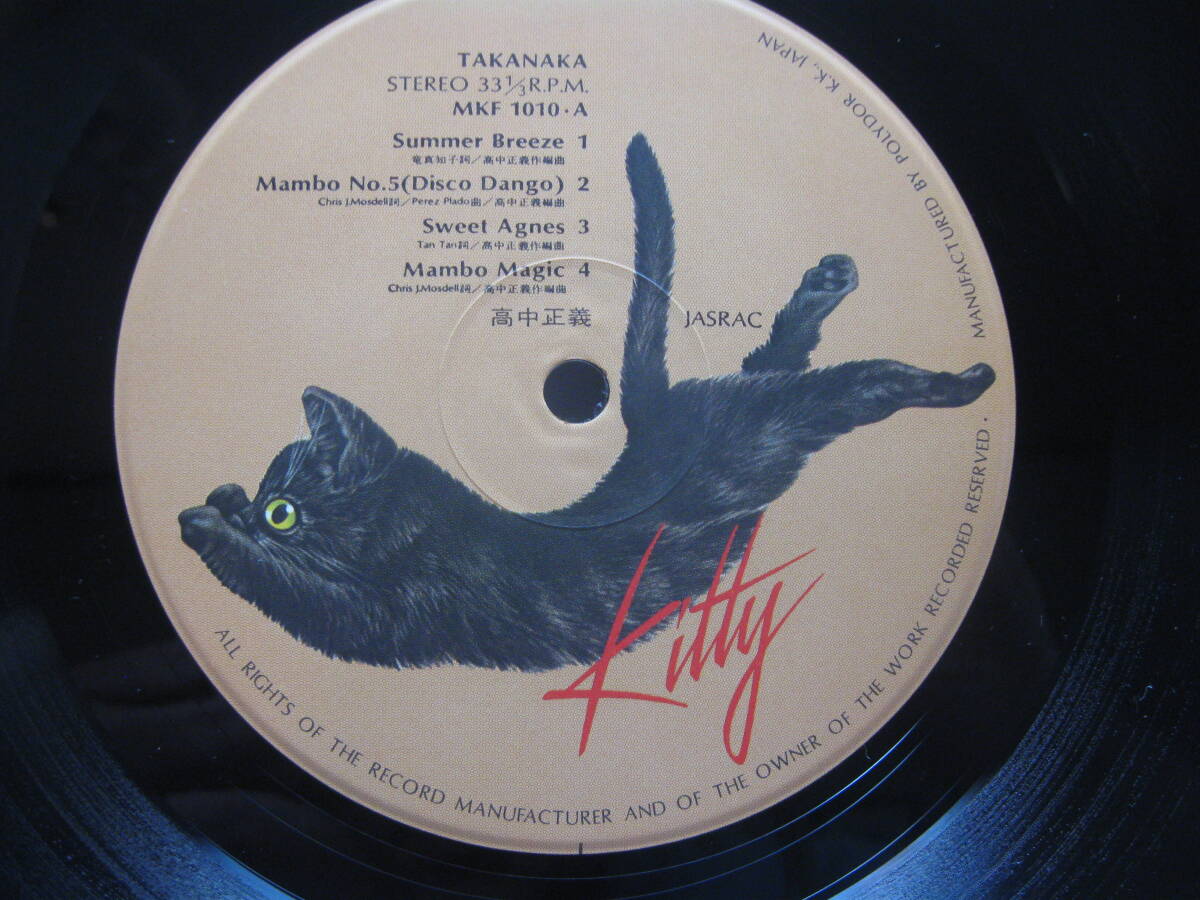 TAKANAKA
STEREO 33 1/3 R.P.M.
MKF 1010・A
Summer Breeze 1
竜真知子詞／高中正義作編曲
Mambo No.5(Disco Dango) 2
Chris J.Mosdell詞／Perez Plado曲／高中正義編曲
Sweet Agnes 3
Tan Tan詞／高中正義作編曲
Mambo Magic 4
Chris J.Mosdell詞／高中正義作編曲
高中正義
JASRAC
Kitty
ALL RIGHTS OF THE RECORD MANUFACTURER AND OF THE OWNER OF THE WORK RECORDED RESERVED・MANUFACTURED BY POLYDOR K.K., JAPAN